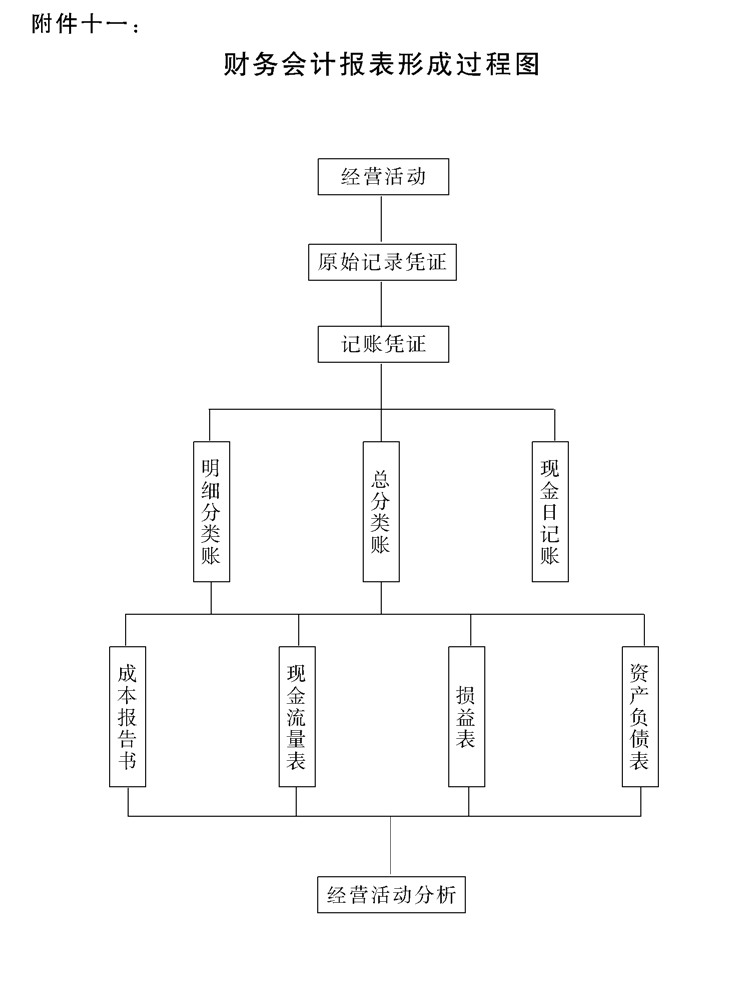 附件十一：
财务会计报表形成过程图
经营活动
原始记录凭证
记账凭证
明细分类账
总分类账
现金日记账
成本报告书
现金流量表
损益表
资产负债表
经营活动分析